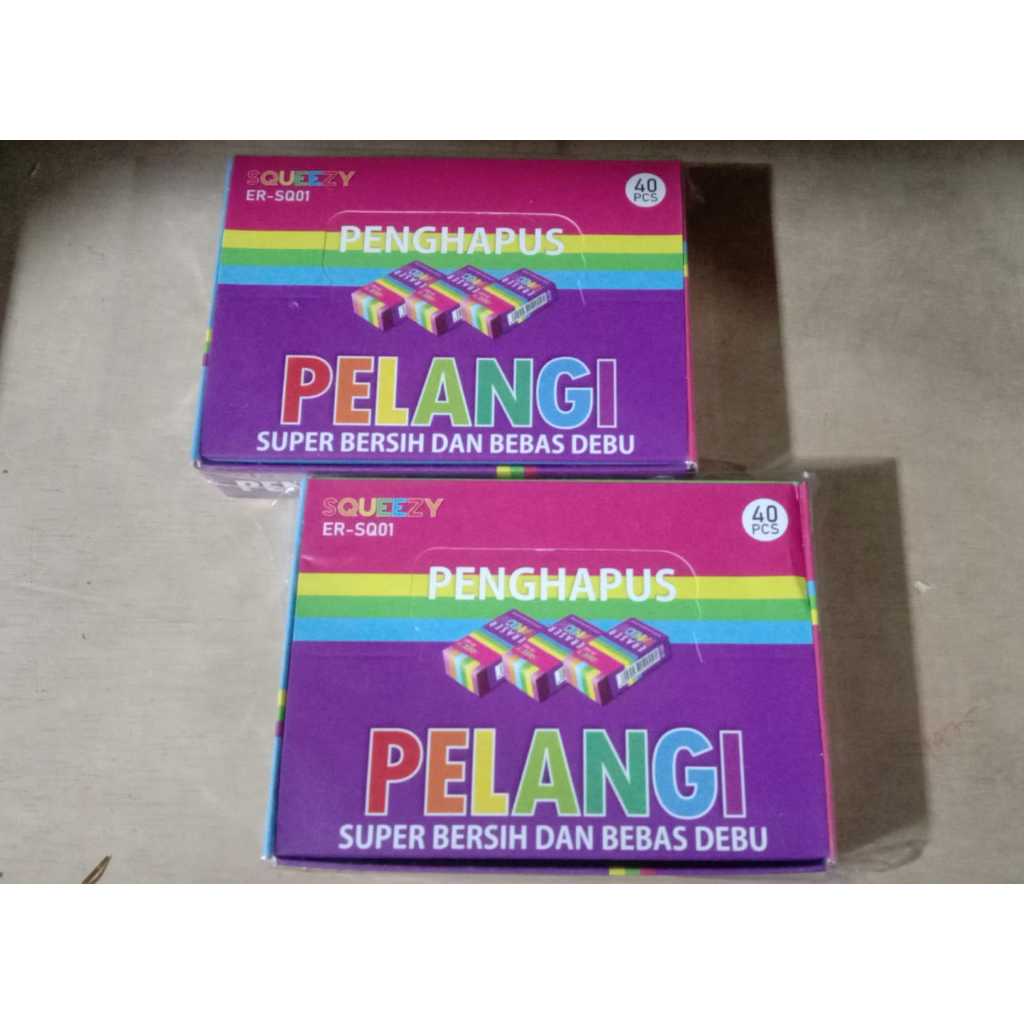 SQUEEZY
ER-SQ01
40
PCS
PENGHAPUS
PELANGI
SUPER BERSIH DAN BEBAS DEBU
SQUEEZY
ER-SQ01
40
PCS
PENGHAPUS
PELANGI
SUPER BERSIH DAN BEBAS DEBU